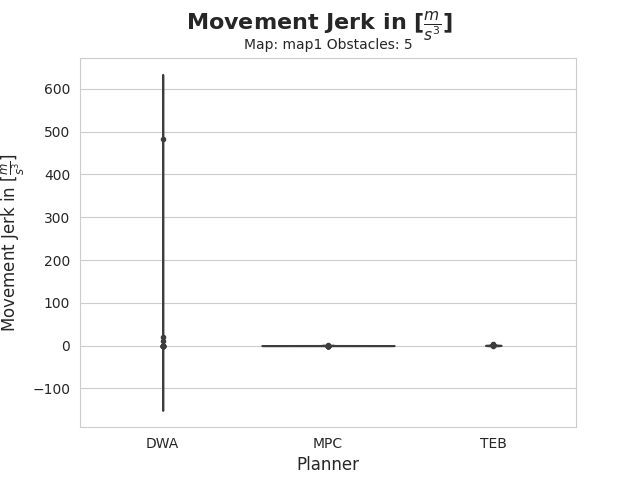 Movement Jerk in [m/s³]
Map: map1 Obstacles: 5
Movement Jerk in [m/s³]
600
500
400
300
200
100
0
−100
DWA MPC TEB
Planner